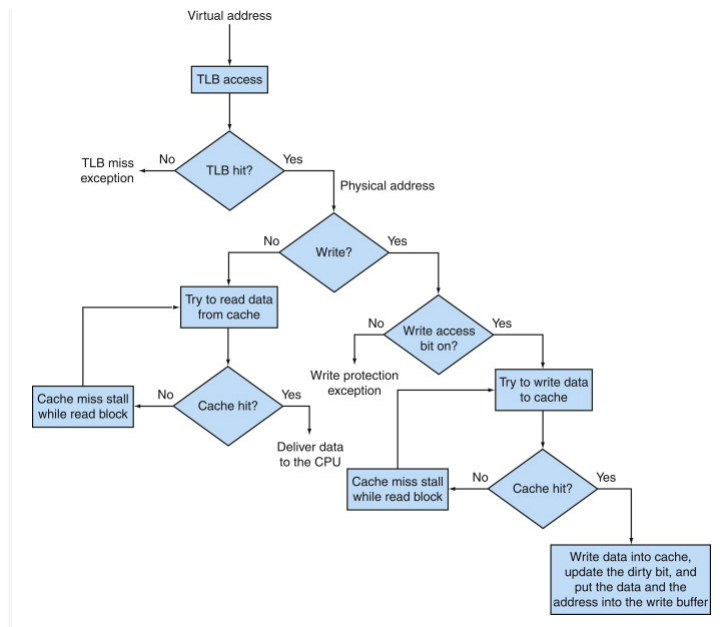 Virtual address
TLB access
TLB miss
exception
No
TLB hit?
Yes
Physical address
No
Write?
Yes
Try to read data
from cache
No
Write access
bit on?
Yes
Write protection
exception
Try to write data
to cache
Cache miss stall
while read block
No
Cache hit?
Yes
Deliver data
to the CPU
Cache miss stall
while read block
No
Cache hit?
Yes
Write data into cache,
update the dirty bit, and
put the data and the
address into the write buffer